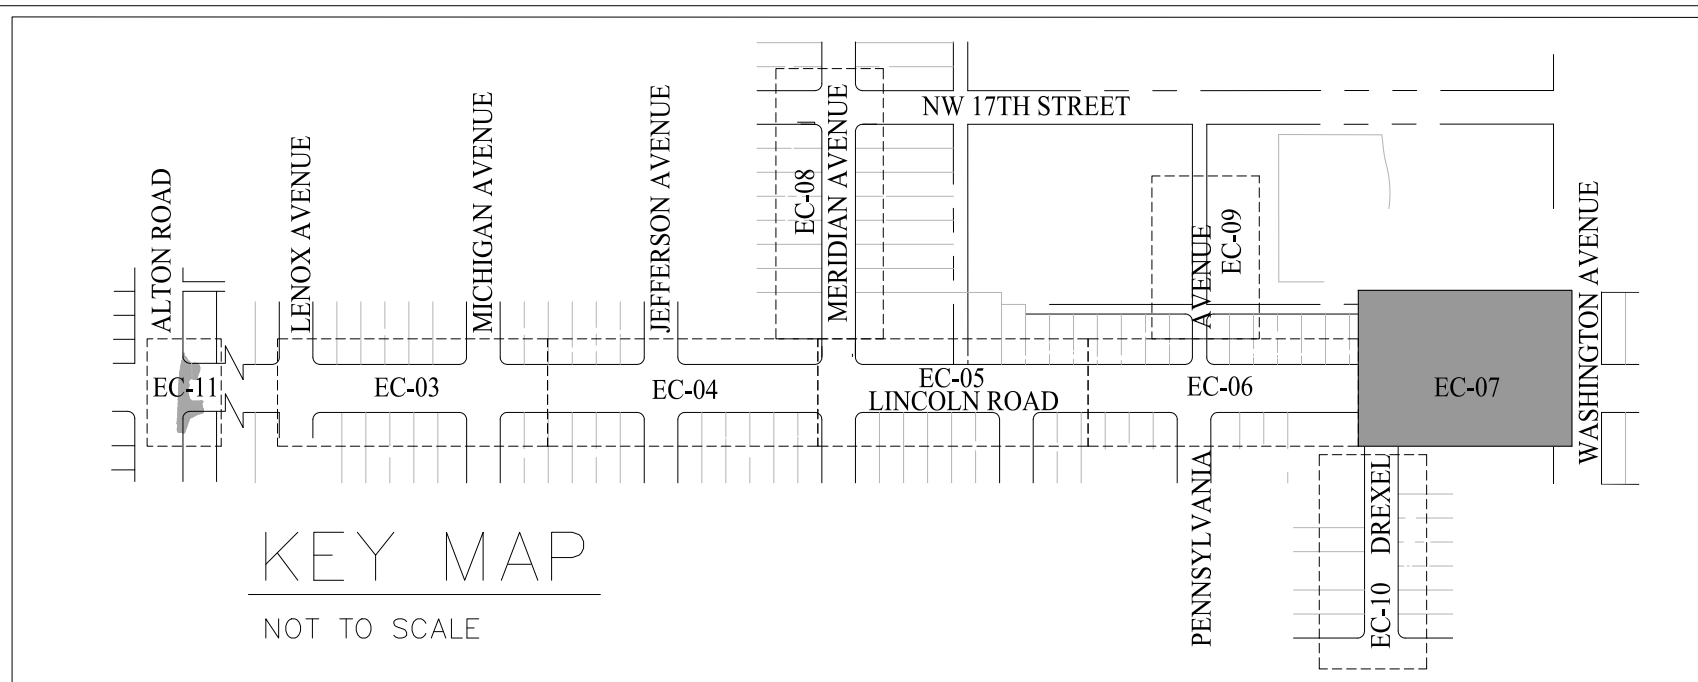 NW 17TH STREET
ALTON ROAD
LENOX AVENUE
MICHIGAN AVENUE
JEFFERSON AVENUE
EC-08
MERIDIAN AVENUE
AVENUE
EC-09
WASHINGTON AVENUE
EC-11
EC-03
EC-04
EC-05
LINCOLN ROAD
EC-06
EC-07
PENNSYLVANIA
EC-10 DREXEL
KEY MAP
NOT TO SCALE